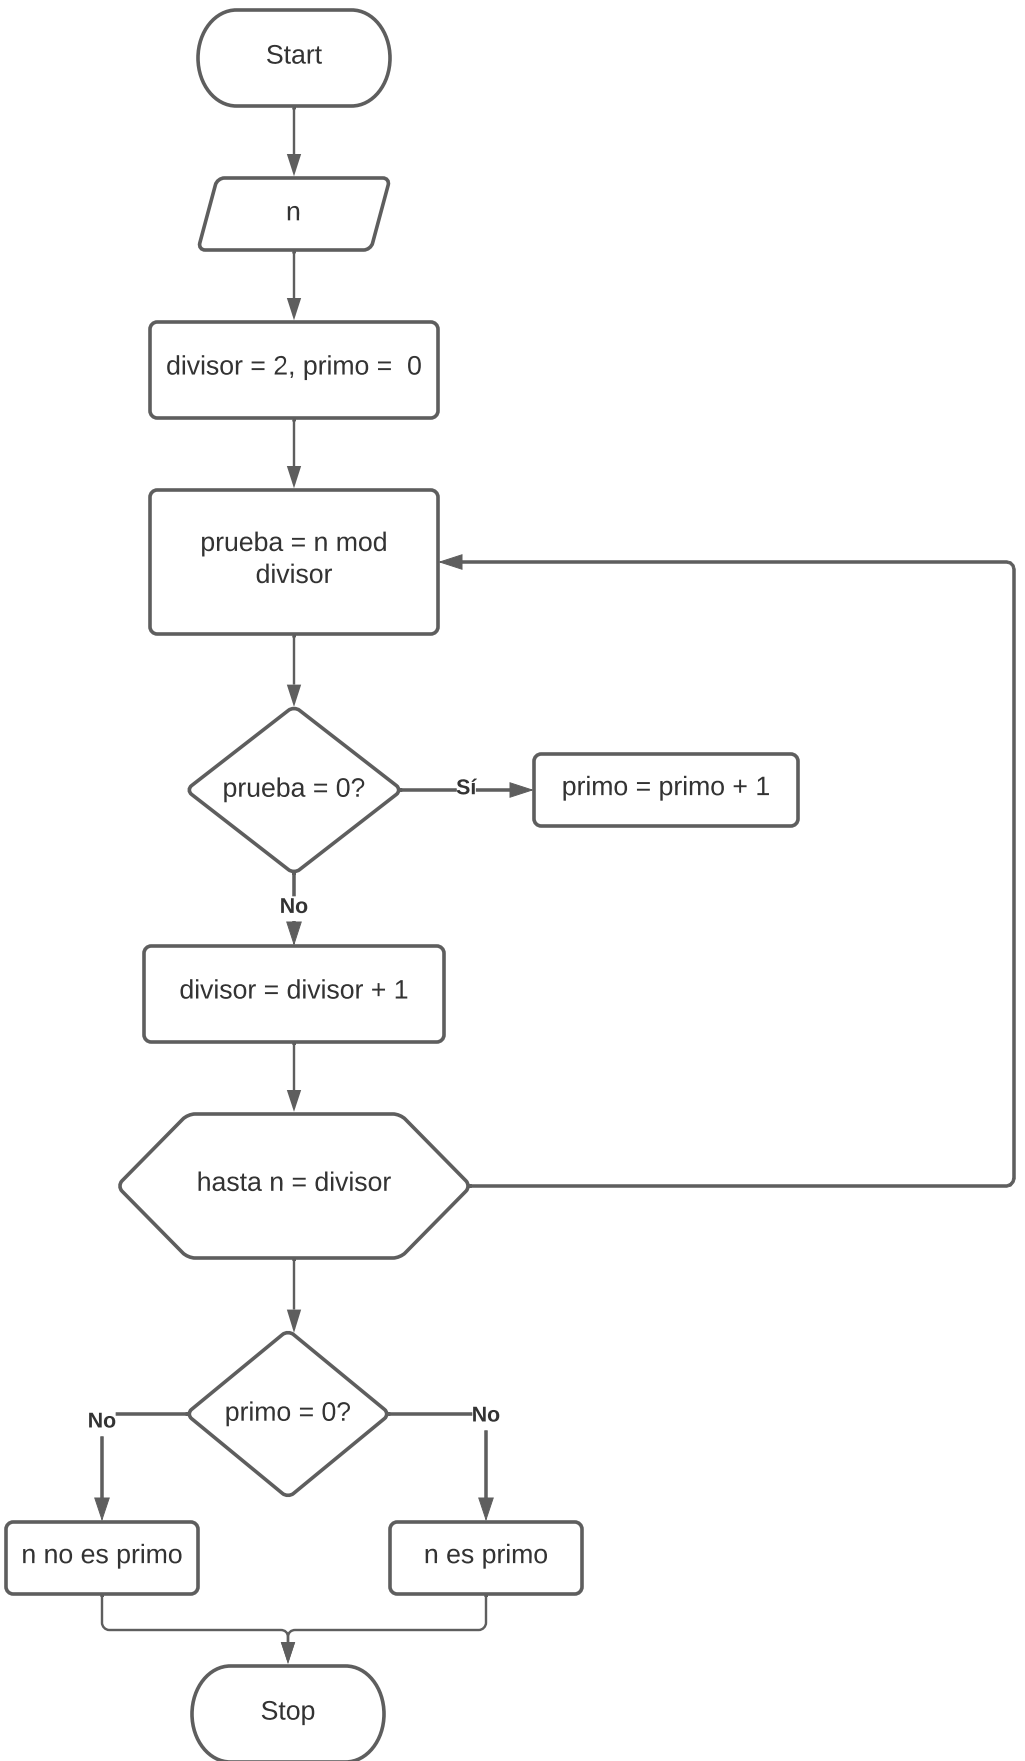 Start
n
divisor = 2, primo =  0
prueba = n mod
divisor
prueba = 0?
Sí
primo = primo + 1
No
divisor = divisor + 1
hasta n = divisor
primo = 0?
No
No
n no es primo
n es primo
Stop